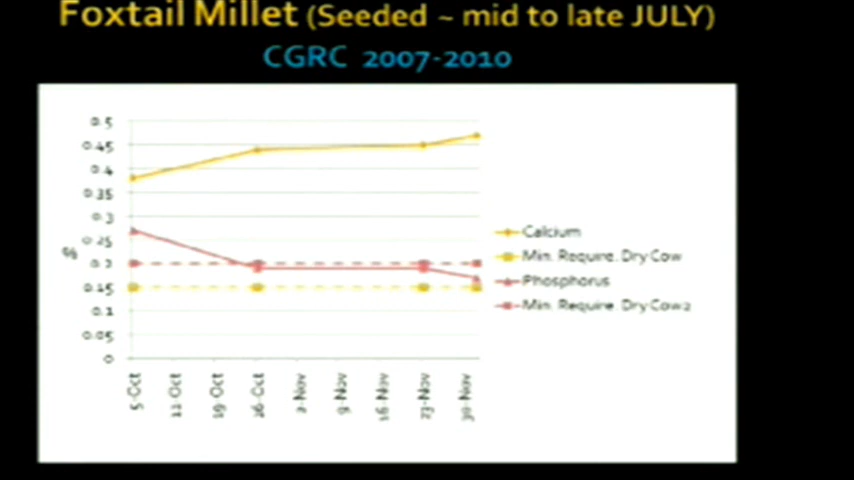 Foxtail Millet (Seeded ~ mid to late JULY)
CGRC 2007-2010
0.5
0.45
0.4
0.35
0.3
0.25
0.2
0.15
0.1
0.05
0
%
5-Oct
12-Oct
19-Oct
26-Oct
2-Nov
9-Nov
16-Nov
23-Nov
30-Nov
Calcium
Min. Require. Dry Cow
Phosphorus
Min. Require. Dry Cow2